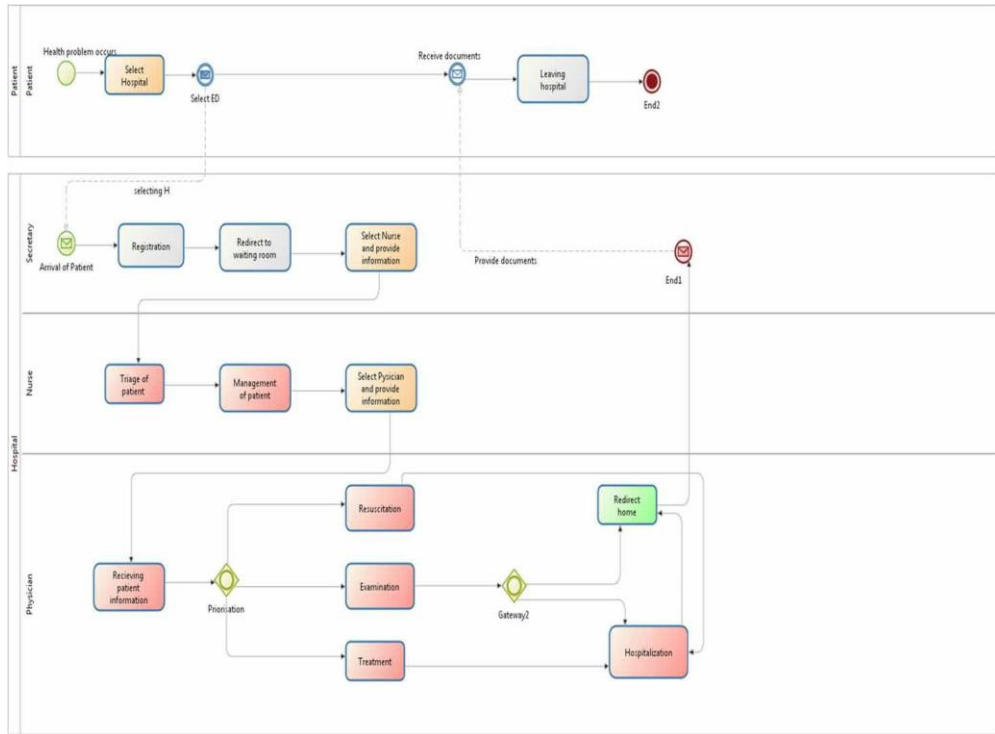 Patient
Patient
Health problem occurs
Select
Hospital
Select ED
Receive documents
Leaving
hospital
End2
selecting H
Hospital
Secretary
Arrival of Patient
Registration
Redirect to
waiting room
Select Nurse
and provide
information
Provide documents
End1
Nurse
Triage of
patient
Management
of patient
Select Pysician
and provide
information
Physician
Recieving
patient
information
Priorisation
Resuscitation
Examination
Treatment
Gateway2
Redirect
home
Hospitalization